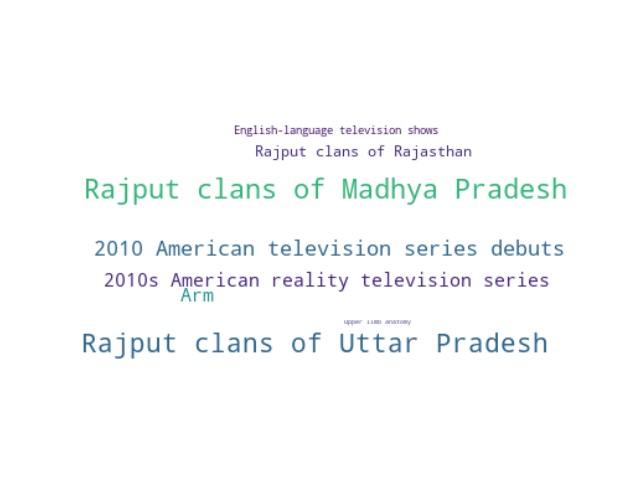 English-language television shows
Rajput clans of Rajasthan
Rajput clans of Madhya Pradesh
2010 American television series debuts
2010s American reality television series
Arm
Upper limb anatomy
Rajput clans of Uttar Pradesh